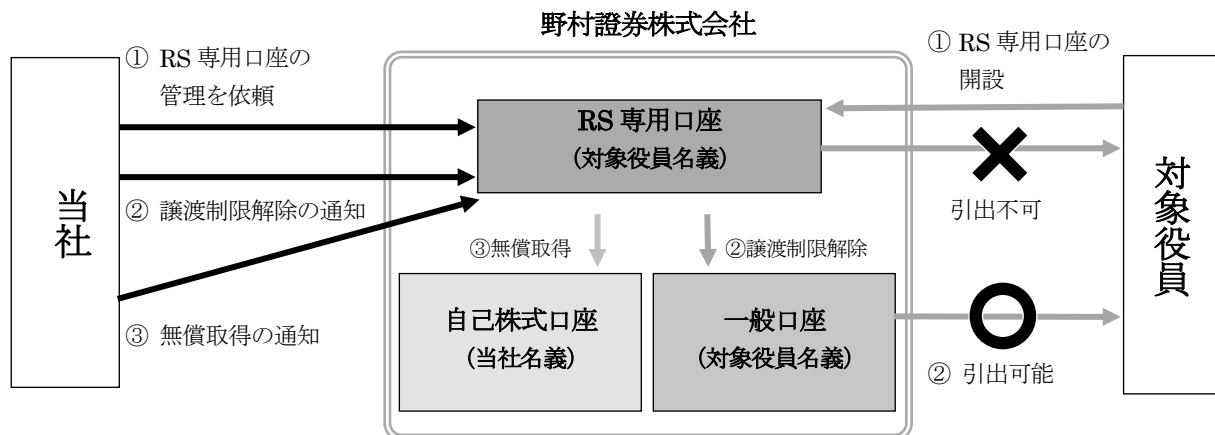 野村證券株式会社
① RS 専用口座の
管理を依頼
① RS 専用口座の
開設
RS 専用口座
(対象役員名義)
当社
② 譲渡制限解除の通知
引出不可
対象役員
③無償取得
②譲渡制限解除
自己株式口座
(当社名義)
一般口座
(対象役員名義)
③ 無償取得の通知
② 引出可能